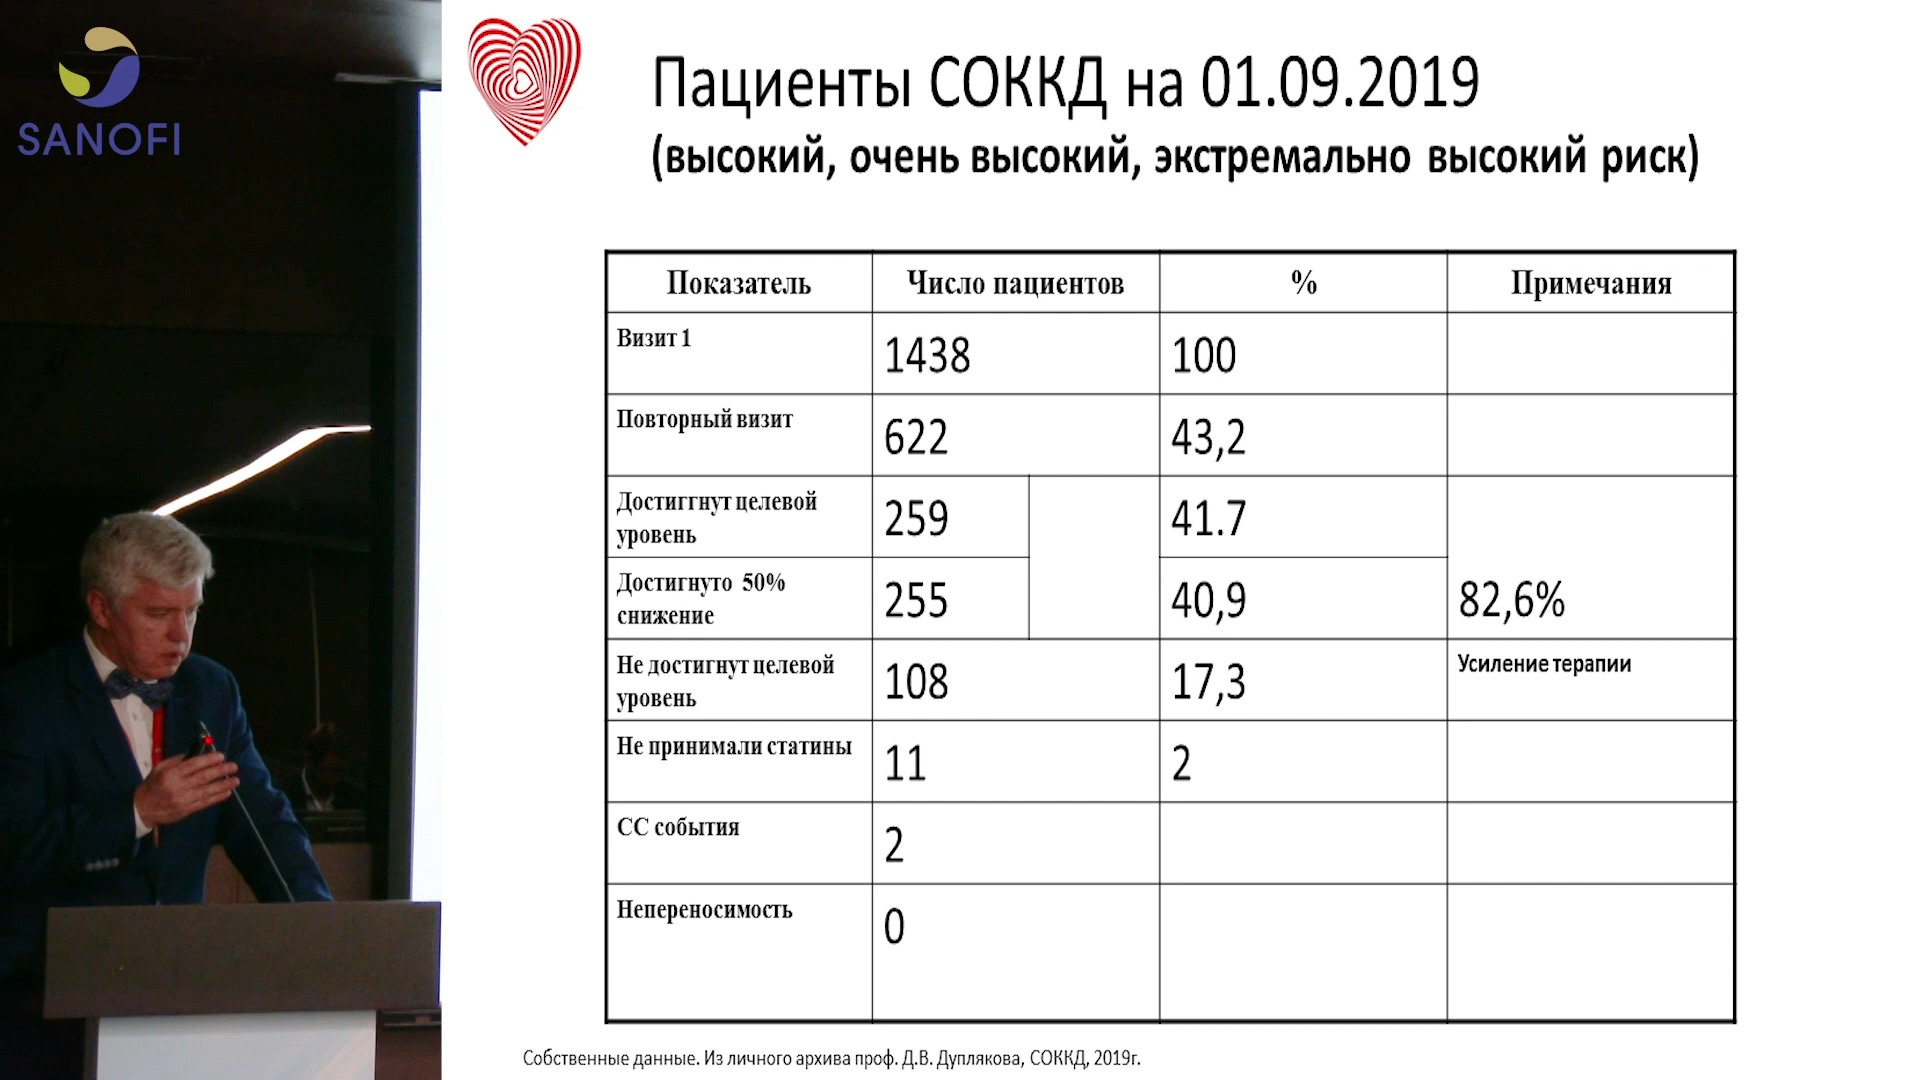 SANOFI
Пациенты СОККД на 01.09.2019
(высокий, очень высокий, экстремально высокий риск)
Показатель Число пациентов % Примечания
Визит 1 1438 100
Повторный визит 622 43,2
Достиггнут целевой
уровень 259 41.7
Достигнуто 50%
снижение 255 40,9 82,6%
Не достигнут целевой
уровень 108 17,3 Усиление терапии
Не принимали статины 11 2
СС события 2
Непереносимость 0
Собственные данные. Из личного архива проф. Д.В. Дуплякова, СОККД, 2019г.